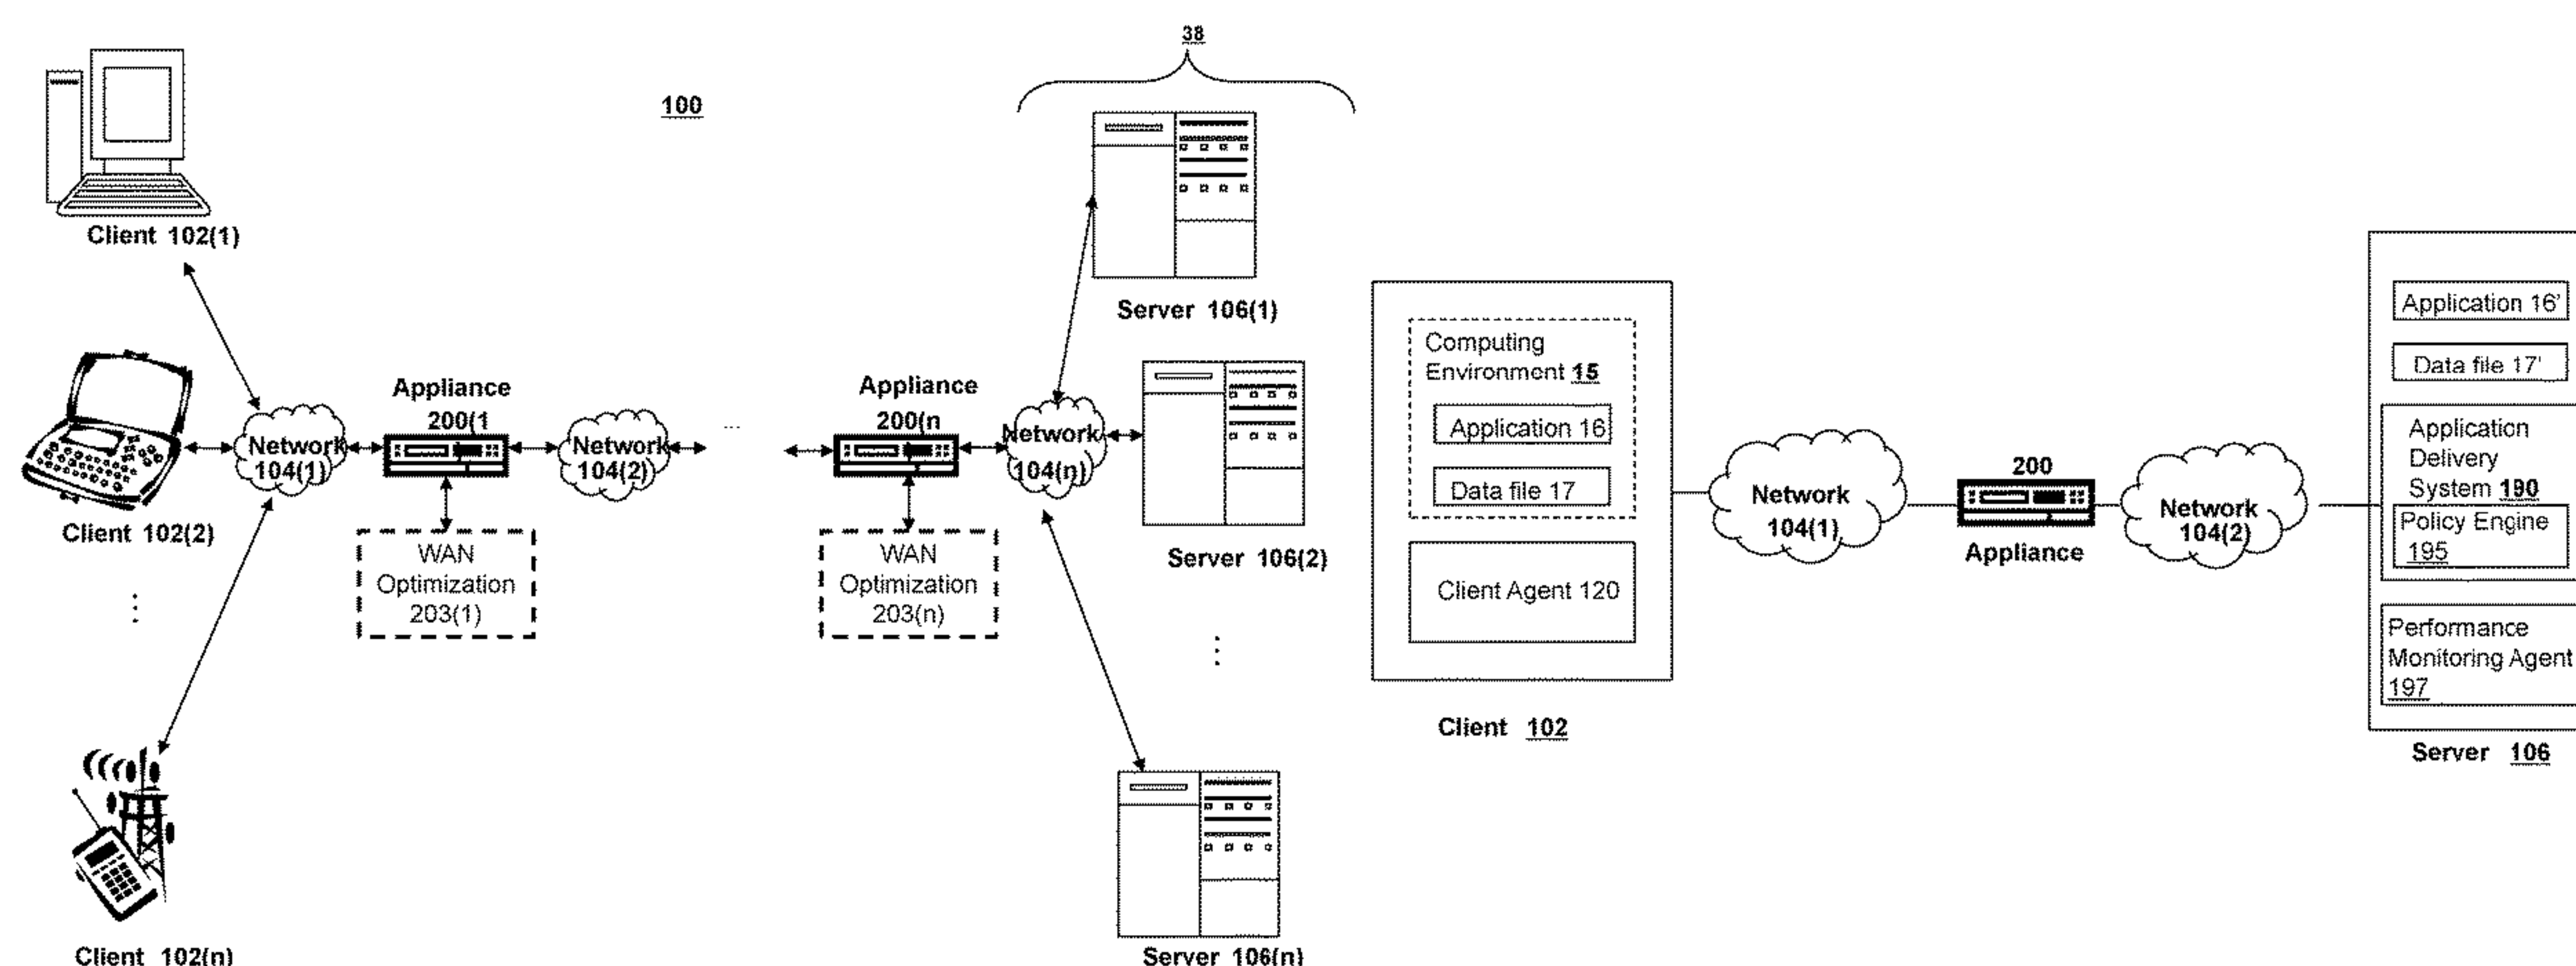 38
100
Client 102(1)
Server 106(1)
Appliance
200(1
Network
104(1)
Network
104(2)
...
Appliance
200(n
Network
104(n)
Client 102(2)
WAN
Optimization
203(1)
WAN
Optimization
203(n)
Server 106(2)
Client 102(n)
Server 106(n)
Computing
Environment 15
Application 16
Data file 17
Client Agent 120
Client 102
Network
104(1)
200
Appliance
Network
104(2)
Application 16'
Data file 17'
Application
Delivery
System 190
Policy Engine
195
Performance
Monitoring Agent
197
Server 106